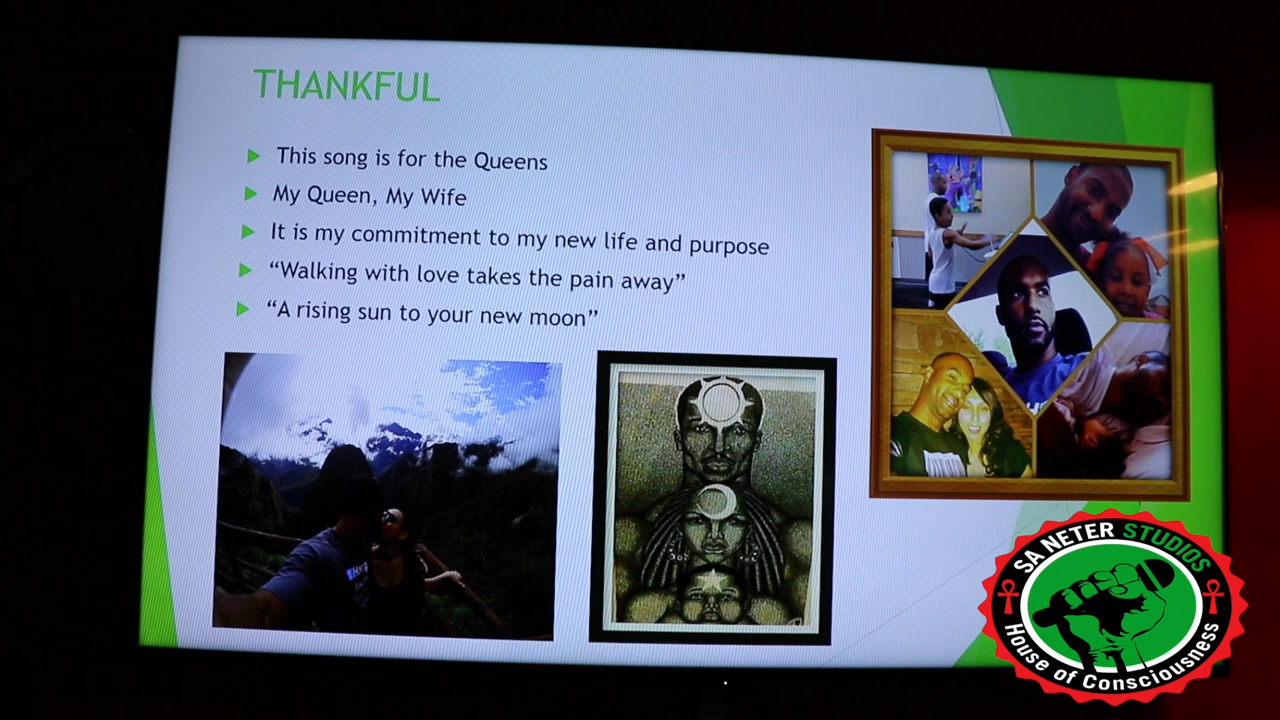 THANKFUL
This song is for the Queens
My Queen, My Wife
It is my commitment to my new life and purpose
“Walking with love takes the pain away”
“A rising sun to your new moon”
SA NETER STUDIOS
House of Consciousness